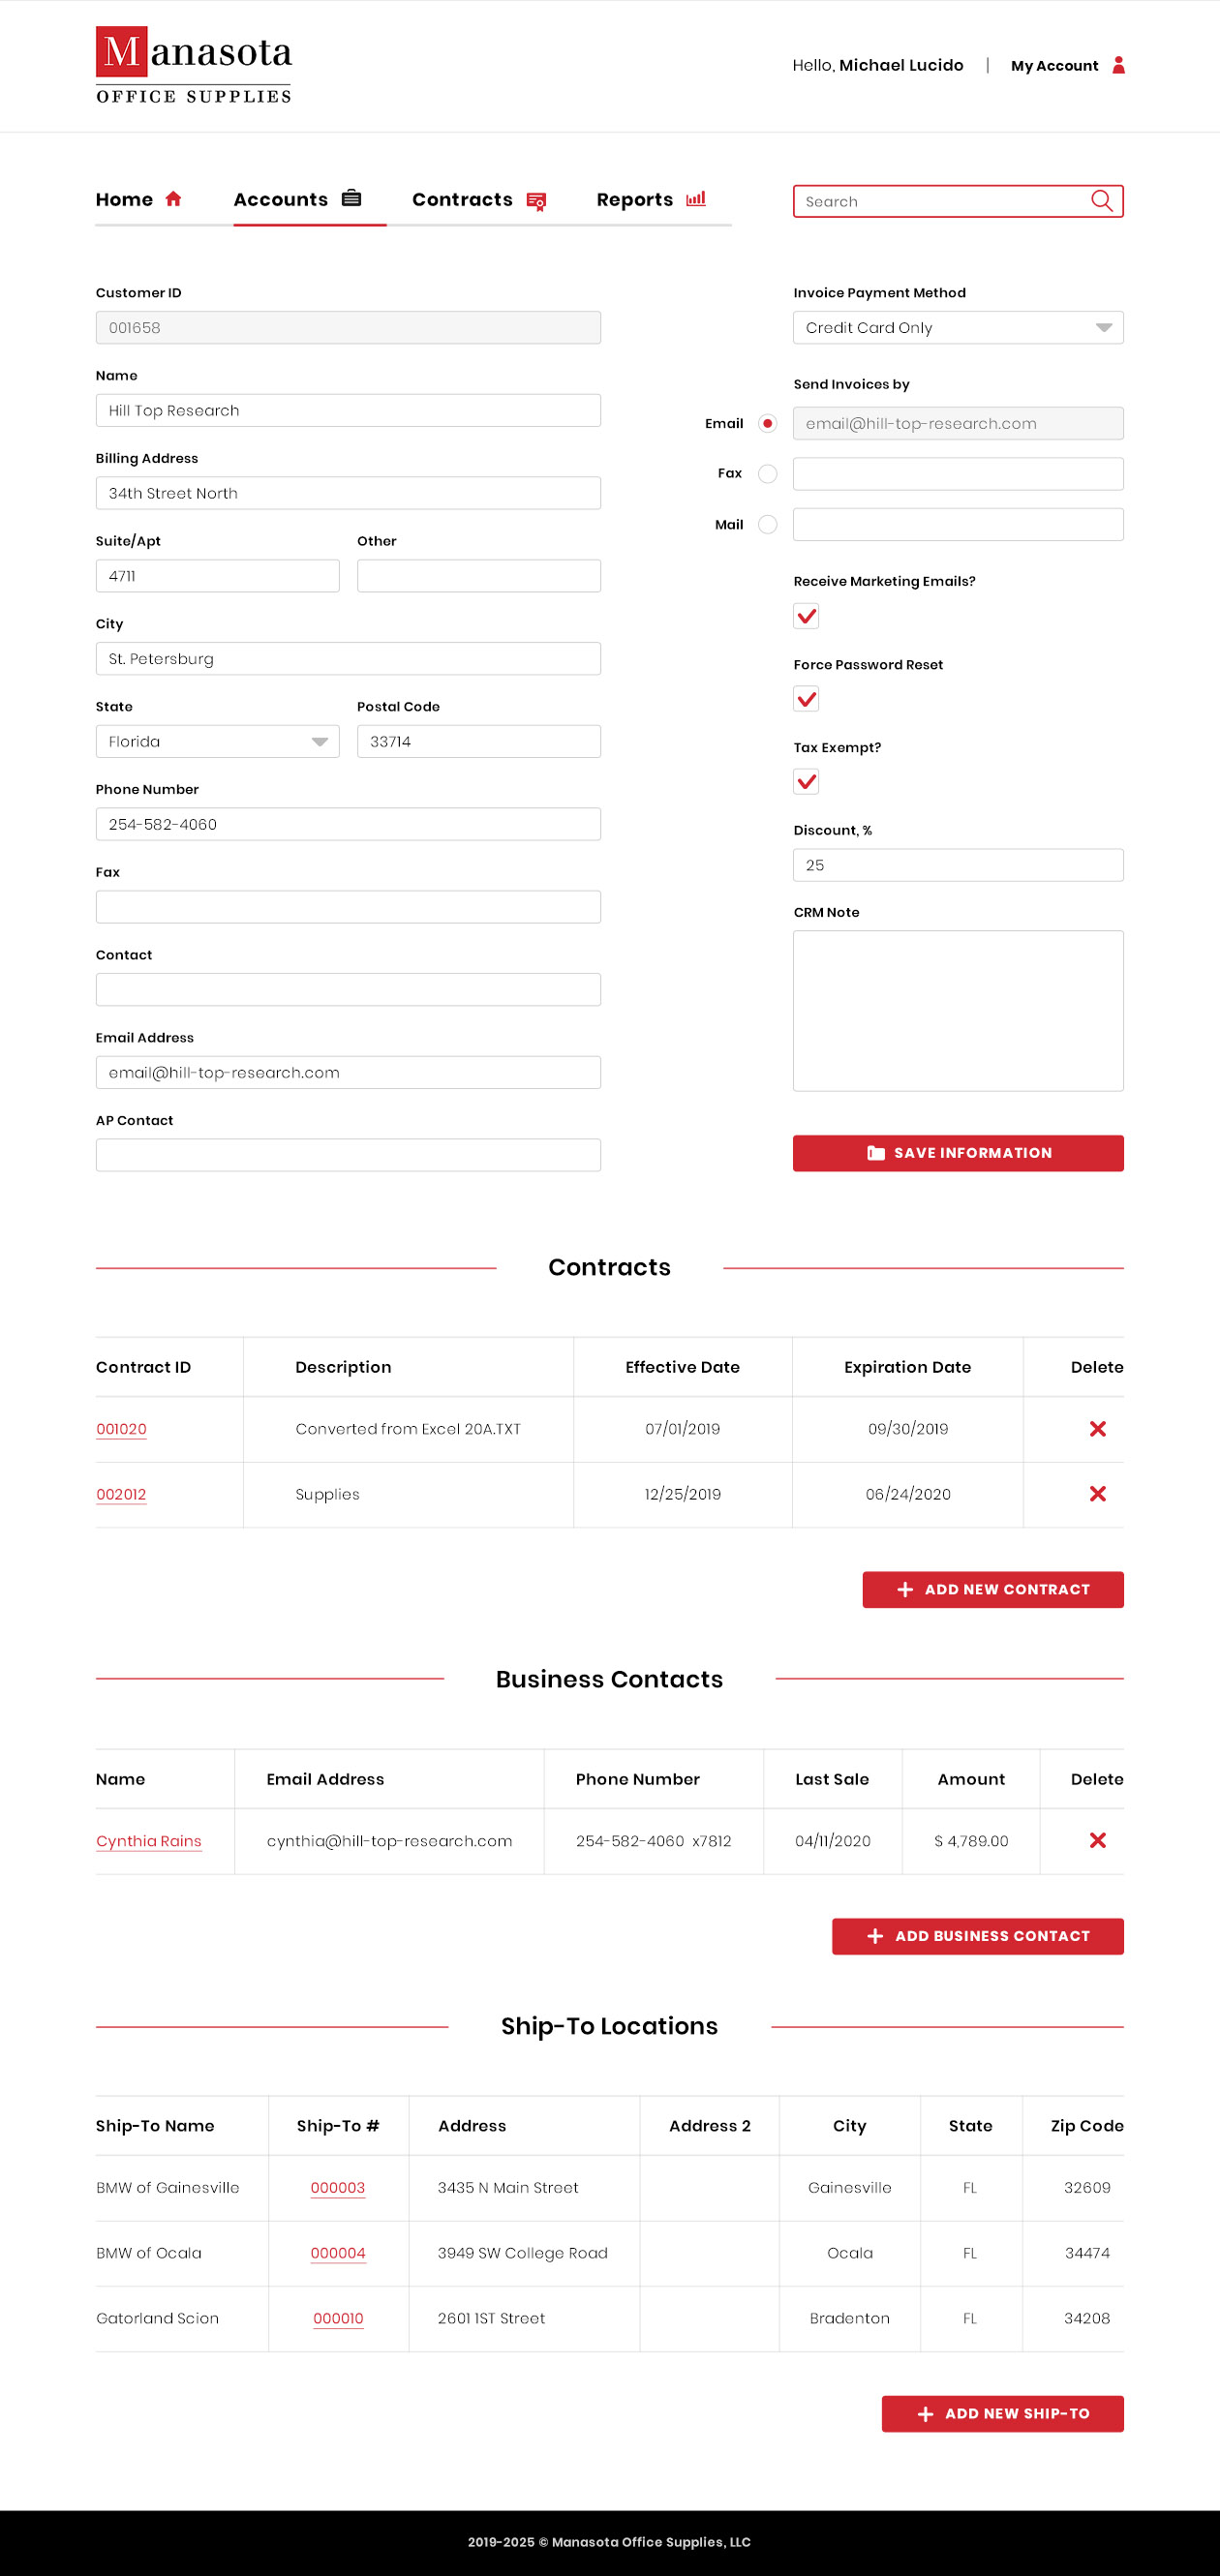 Manasota
OFFICE SUPPLIES
Hello, Michael Lucido | My Account
Home Accounts Contracts Reports
Search
Customer ID
001658
Name
Hill Top Research
Billing Address
34th Street North
Suite/Apt Other
4711
City
St. Petersburg
State Postal Code
Florida 33714
Phone Number
254-582-4060
Fax
Contact
Email Address
email@hill-top-research.com
AP Contact
Invoice Payment Method
Credit Card Only
Send Invoices by
Email email@hill-top-research.com
Fax
Mail
Receive Marketing Emails?
Force Password Reset
Tax Exempt?
Discount, %
25
CRM Note
SAVE INFORMATION
Contracts
Contract ID Description Effective Date Expiration Date Delete
001020 Converted from Excel 20A.TXT 07/01/2019 09/30/2019
002012 Supplies 12/25/2019 06/24/2020
ADD NEW CONTRACT
Business Contacts
Name Email Address Phone Number Last Sale Amount Delete
Cynthia Rains cynthia@hill-top-research.com 254-582-4060 x7812 04/11/2020 $ 4,789.00
ADD BUSINESS CONTACT
Ship-To Locations
Ship-To Name Ship-To # Address Address 2 City State Zip Code
BMW of Gainesville 000003 3435 N Main Street Gainesville FL 32609
BMW of Ocala 000004 3949 SW College Road Ocala FL 34474
Gatorland Scion 000010 2601 1ST Street Bradenton FL 34208
ADD NEW SHIP-TO
2019-2025 © Manasota Office Supplies, LLC